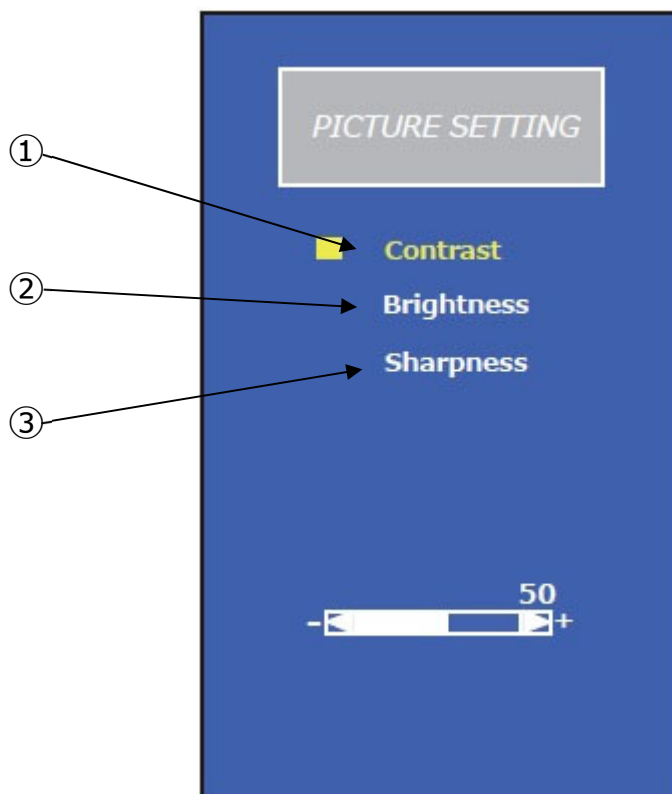 PICTURE SETTING
① Contrast
② Brightness
③ Sharpness
50
- +